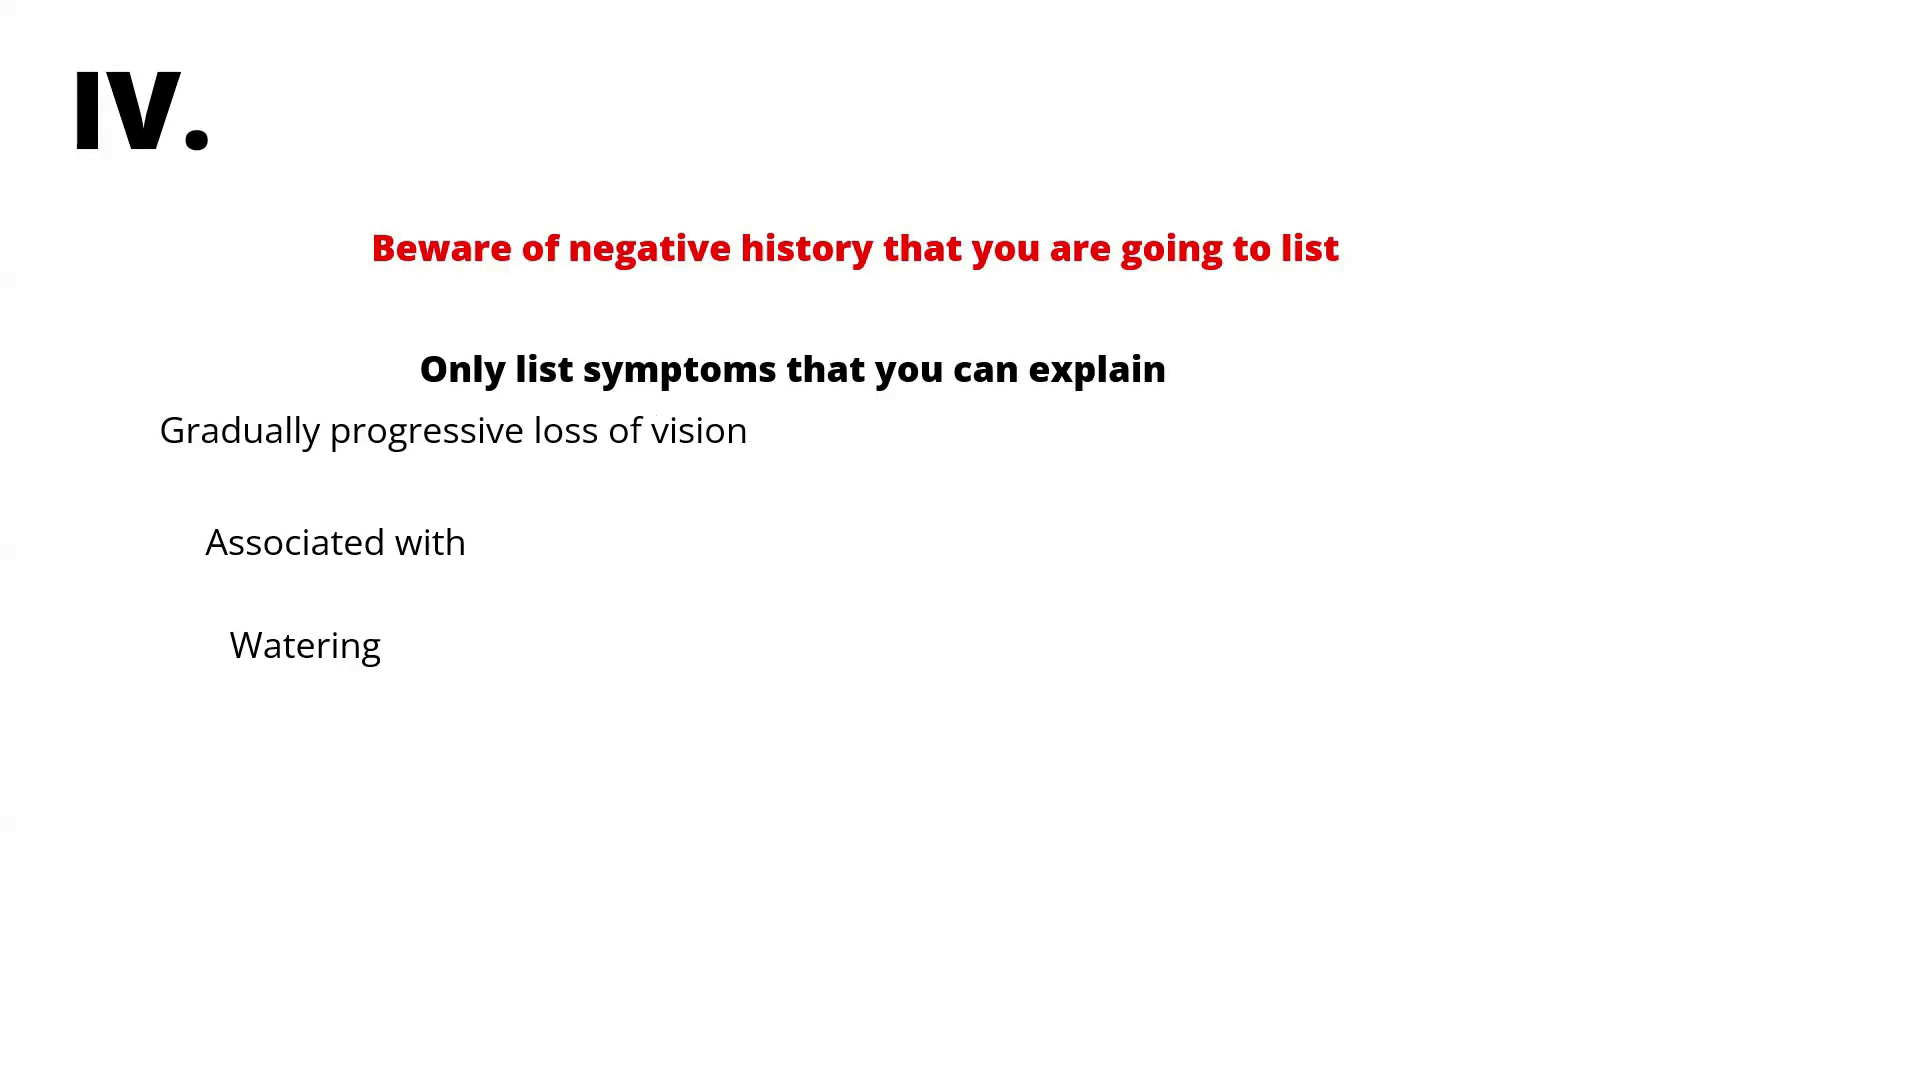 IV.
Beware of negative history that you are going to list
Only list symptoms that you can explain
Gradually progressive loss of vision
Associated with
Watering